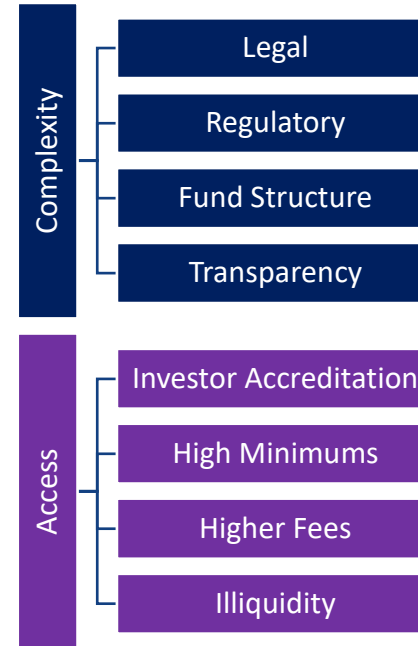 Complexity
Legal
Regulatory
Fund Structure
Transparency
Access
Investor Accreditation
High Minimums
Higher Fees
Illiquidity